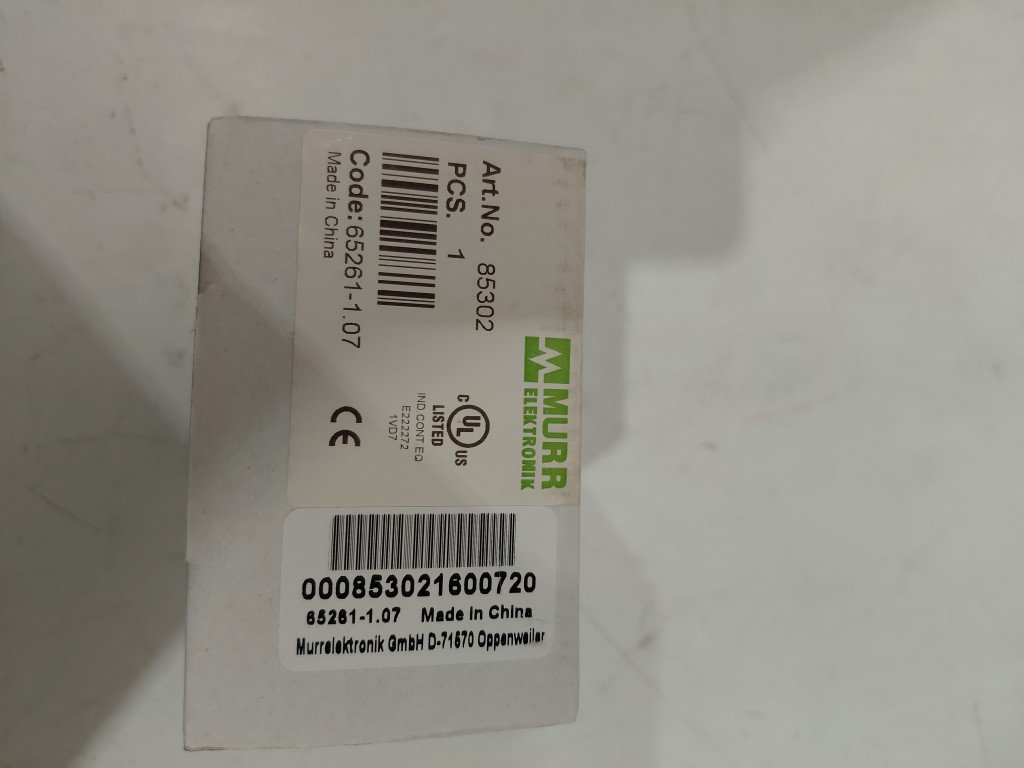 MURR
ELEKTRONIK
Art.No. 85302
PCS. 1
Code:65261-1.07
Made in China
C UL US
LISTED
IND.CONT.EQ
E222272
1VD7
CE
000853021600720
65261-1.07 Made in China
Murrelektronik GmbH D-71570 Oppenweiler